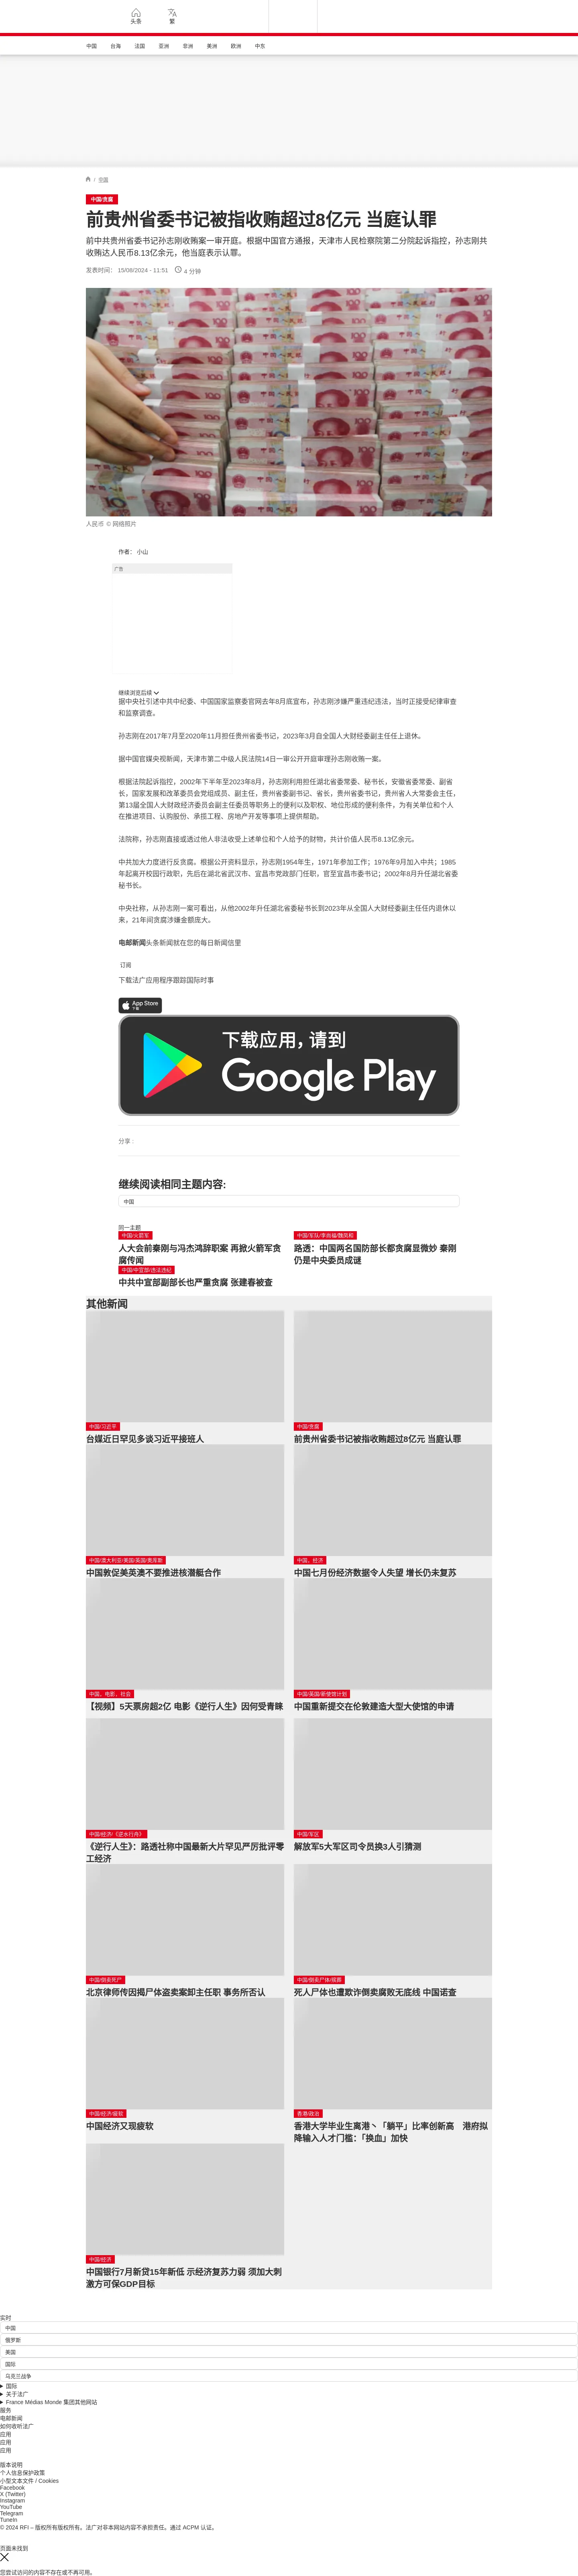 头条
繁
中国
台海
法国
亚洲
非洲
美洲
欧洲
中东
/ 中国
中国/贪腐
前贵州省委书记被指收贿超过8亿元 当庭认罪
前中共贵州省委书记孙志刚收贿案一审开庭。根据中国官方通报，天津市人民检察院第二分院起诉指控，孙志刚共
收贿达人民币8.13亿余元，他当庭表示认罪。
发表时间： 15/08/2024 - 11:51
4 分钟
人民币 © 网络照片
作者： 小山
广告
继续浏览后续
据中央社引述中共中纪委、中国国家监察委官网去年8月底宣布，孙志刚涉嫌严重违纪违法，当时正接受纪律审查
和监察调查。
孙志刚在2017年7月至2020年11月担任贵州省委书记，2023年3月自全国人大财经委副主任任上退休。
据中国官媒央视新闻，天津市第二中级人民法院14日一审公开开庭审理孙志刚收贿一案。
根据法院起诉指控，2002年下半年至2023年8月，孙志刚利用担任湖北省委常委、秘书长，安徽省委常委、副省
长，国家发展和改革委员会党组成员、副主任，贵州省委副书记、省长，贵州省委书记，贵州省人大常委会主任，
第13届全国人大财政经济委员会副主任委员等职务上的便利以及职权、地位形成的便利条件，为有关单位和个人
在推进项目、认购股份、承揽工程、房地产开发等事项上提供帮助。
法院称，孙志刚直接或透过他人非法收受上述单位和个人给予的财物，共计价值人民币8.13亿余元。
中共加大力度进行反贪腐。根据公开资料显示，孙志刚1954年生，1971年参加工作；1976年9月加入中共；1985
年起离开校园行政职，先后在湖北省武汉市、宜昌市党政部门任职，官至宜昌市委书记；2002年8月升任湖北省委
秘书长。
中央社称，从孙志刚一案可看出，从他2002年升任湖北省委秘书长到2023年从全国人大财经委副主任任内退休以
来，21年间贪腐涉嫌金额庞大。
电邮新闻头条新闻就在您的每日新闻信里
订阅
下载法广应用程序跟踪国际时事
App Store
下载
下载应用，请到
Google Play
分享 :
继续阅读相同主题内容:
中国
同一主题
中国/火箭军
人大会前秦刚与冯杰鸿辞职案 再掀火箭军贪
腐传闻
中国/军队/李尚福/魏凤和
路透：中国两名国防部长都贪腐显微妙 秦刚
仍是中央委员成谜
中国/中宣部/违法违纪
中共中宣部副部长也严重贪腐 张建春被查
其他新闻
中国/习近平
台媒近日罕见多谈习近平接班人
中国/贪腐
前贵州省委书记被指收贿超过8亿元 当庭认罪
中国/澳大利亚/美国/英国/奥库斯
中国敦促美英澳不要推进核潜艇合作
中国、经济
中国七月份经济数据令人失望 增长仍未复苏
中国、电影、社会
【视频】5天票房超2亿 电影《逆行人生》因何受青睐
中国/英国/新使馆计划
中国重新提交在伦敦建造大型大使馆的申请
中国/经济/《逆水行舟》
《逆行人生》：路透社称中国最新大片罕见严厉批评零
工经济
中国/军区
解放军5大军区司令员换3人引猜测
中国/倒卖死尸
北京律师传因揭尸体盗卖案卸主任职 事务所否认
中国/倒卖尸体/观察
死人尸体也遭欺诈倒卖腐败无底线 中国诺查
中国/经济/疲软
中国经济又现疲软
香港/政治
香港大学毕业生离港丶「躺平」比率创新高　港府拟
降输入人才门槛：「换血」加快
中国/经济
中国银行7月新贷15年新低 示经济复苏力弱 须加大刺
激方可保GDP目标
实时
中国
俄罗斯
美国
国际
乌克兰战争
国际
关于法广
France Médias Monde 集团其他网站
服务
电邮新闻
如何收听法广
应用
应用
应用
版本说明
个人信息保护政策
小型文本文件 / Cookies
Facebook
X (Twitter)
Instagram
YouTube
Telegram
TuneIn
© 2024 RFI – 版权所有版权所有。法广对非本网站内容不承担责任。通过 ACPM 认证。
页面未找到
您尝试访问的内容不存在或不再可用。